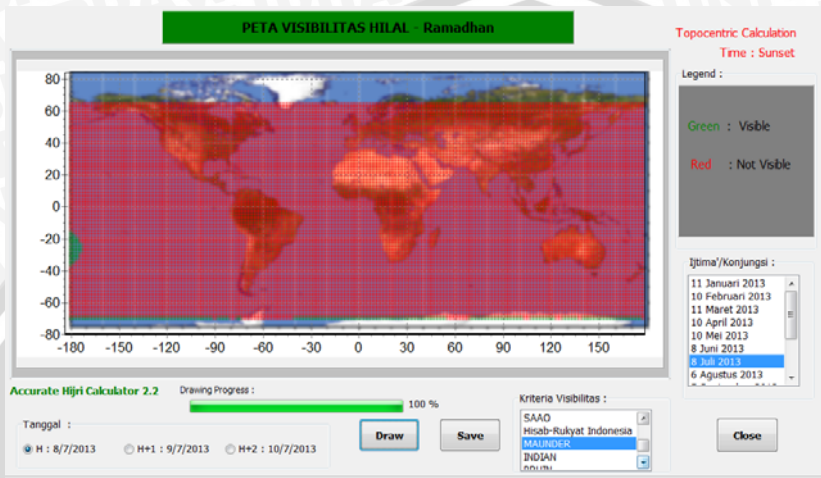 PETA VISIBILITAS HILAL - Ramadhan
Topocentric Calculation
Time : Sunset
Legend :
Green : Visible
Red : Not Visible
80
60
40
20
0
-20
-40
-60
-80
-180 -150 -120 -90 -60 -30 0 30 60 90 120 150
Ijtima'/Konjungsi :
11 Januari 2013
10 Februari 2013
11 Maret 2013
10 April 2013
10 Mei 2013
8 Juni 2013
8 Juli 2013
6 Agustus 2013
Accurate Hijri Calculator 2.2
Drawing Progress :
100 %
Tanggal :
H : 8/7/2013
H+1 : 9/7/2013
H+2 : 10/7/2013
Draw
Save
Kriteria Visibilitas :
SAAO
Hisab-Rukyat Indonesia
MAUNDER
INDIAN
Close